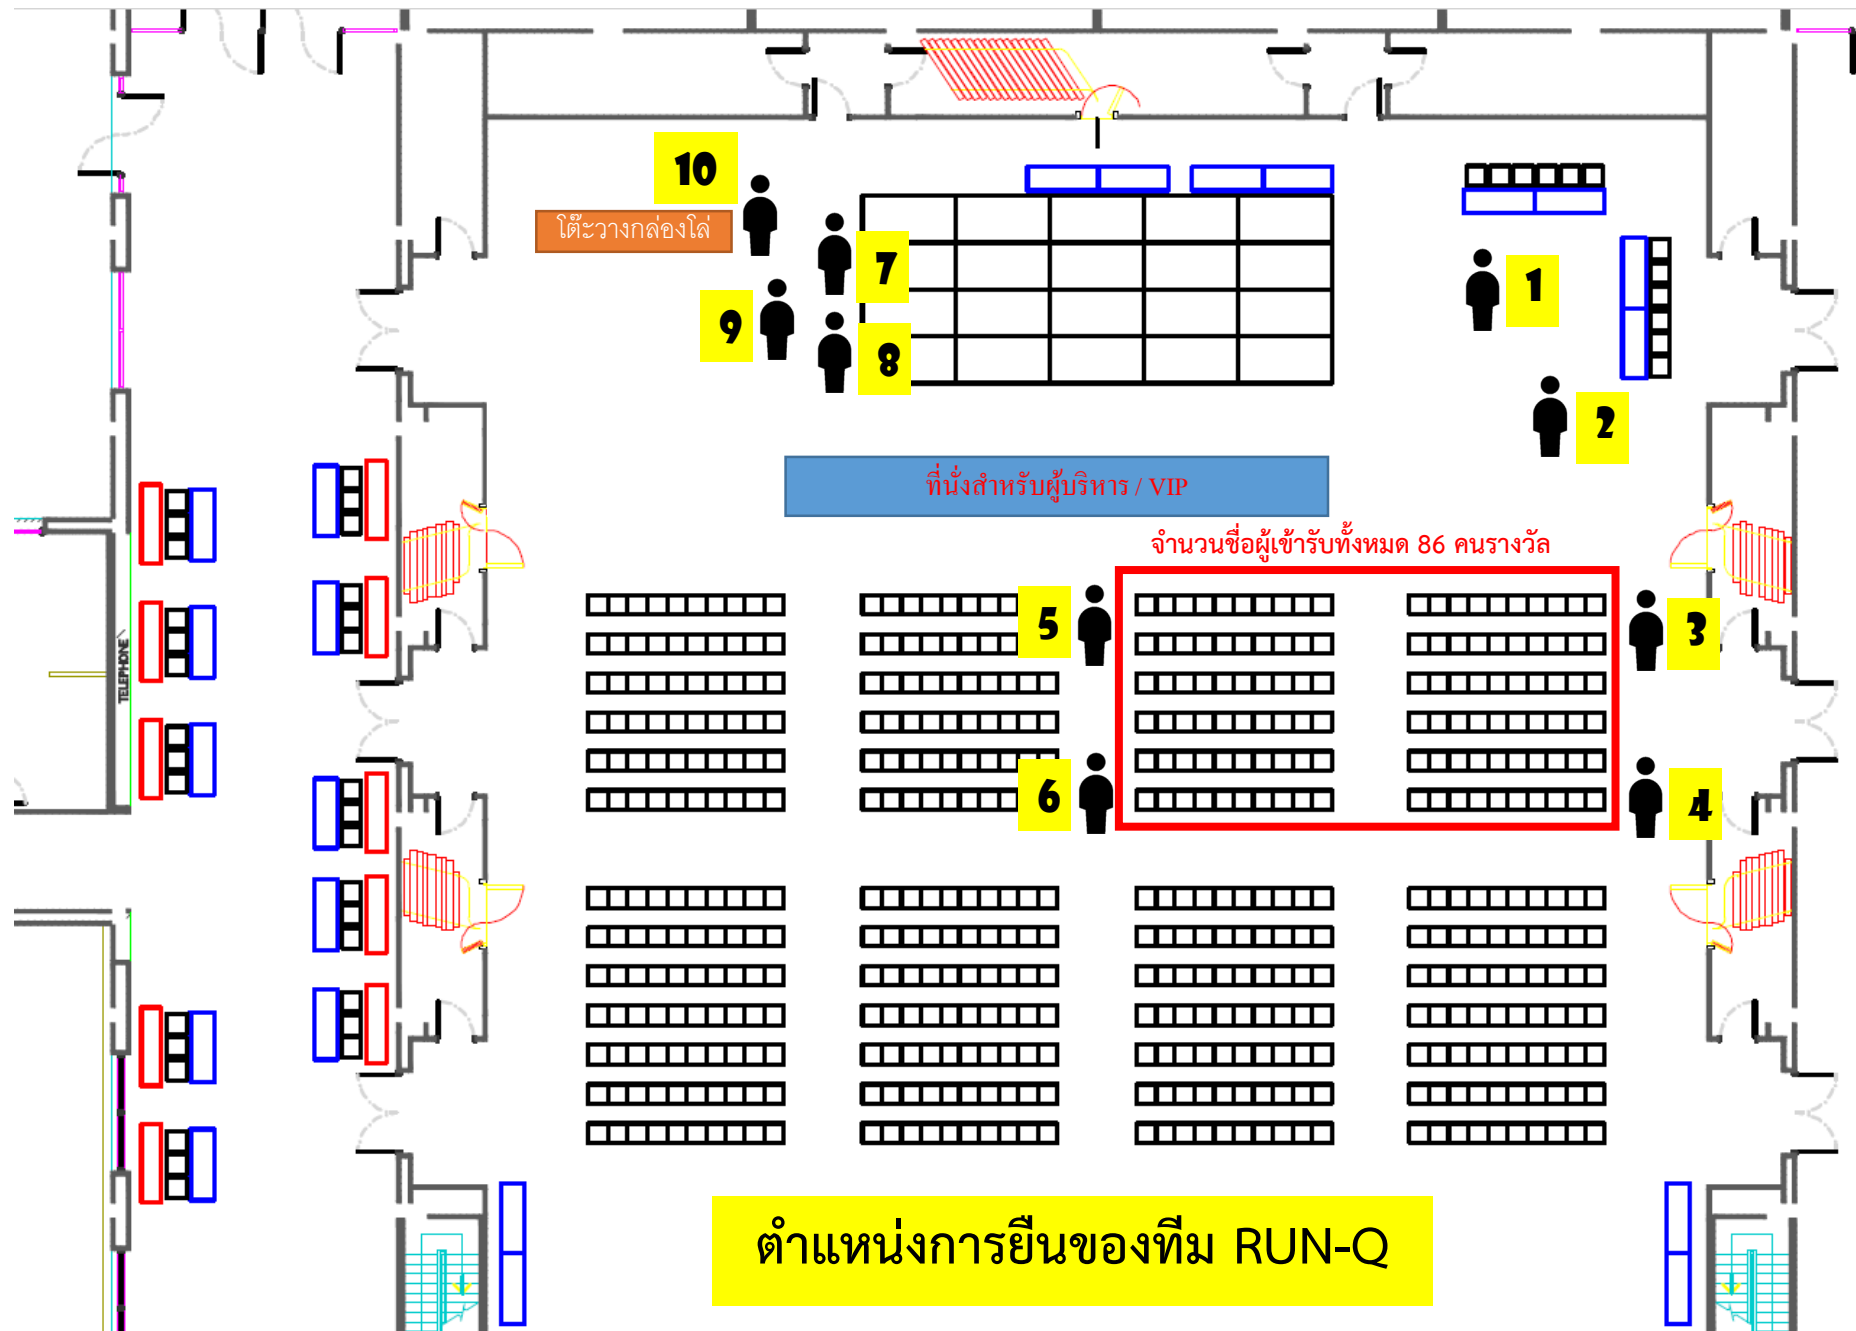 10
โต๊ะวางกล่องโล่
7
1
9
8
2
ที่นั่งสำหรับผู้บริหาร / VIP
จำนวนชื่อผู้เข้ารับทั้งหมด 86 คนรางวัล
5
3
TELEPHONE
6
4
ตำแหน่งการยืนของทีม RUN-Q